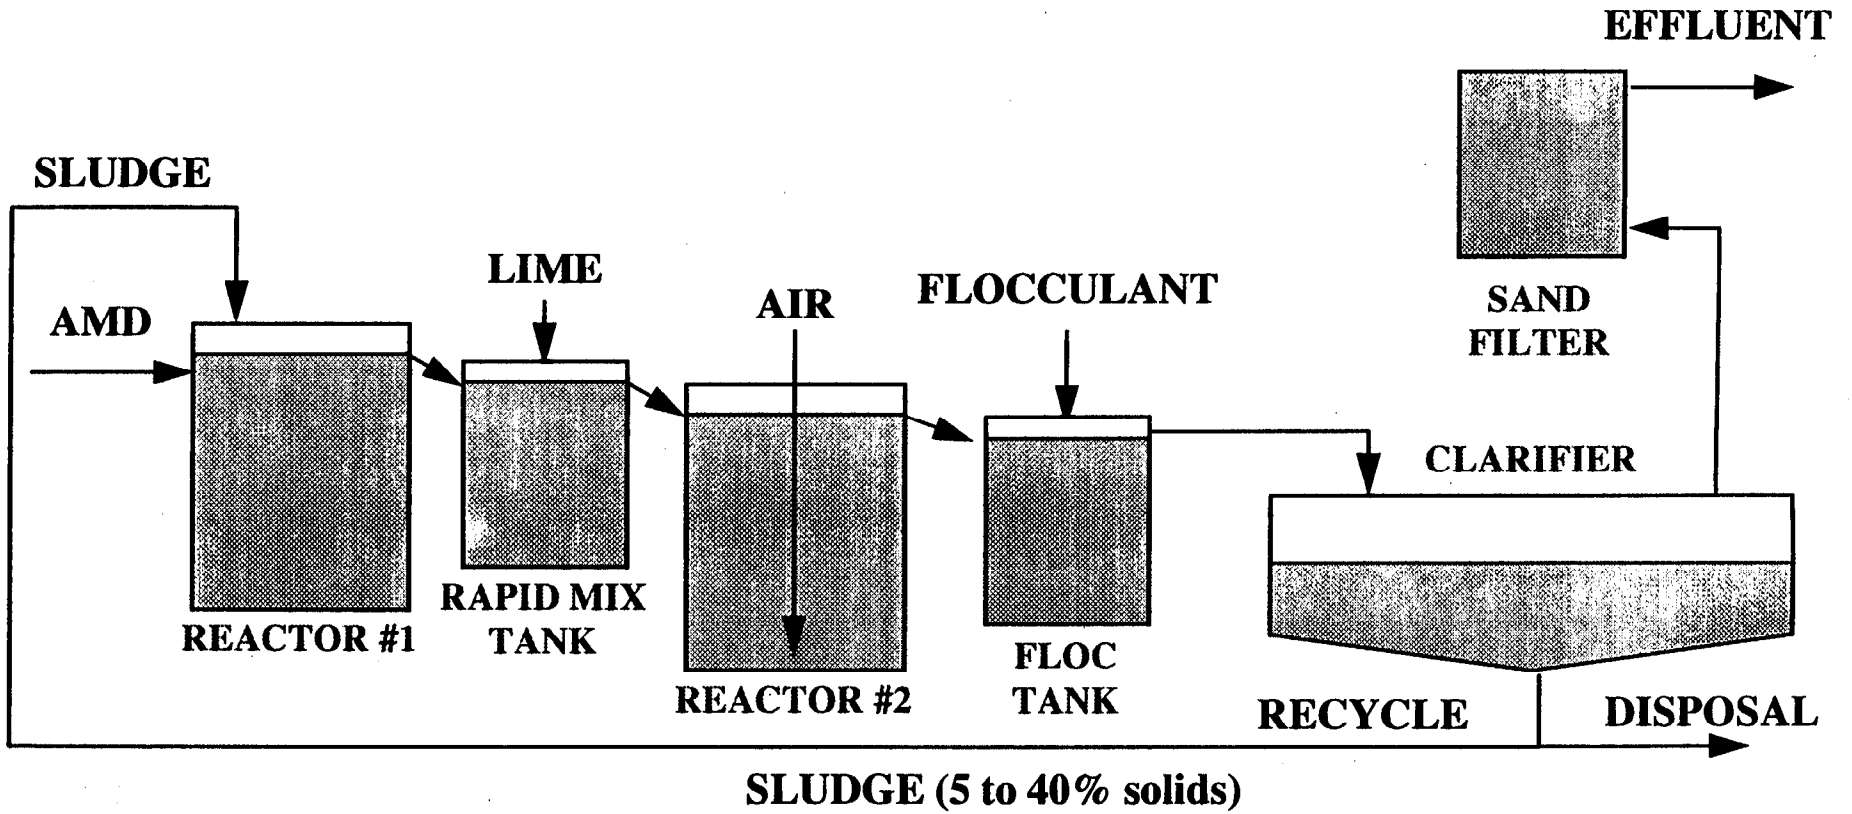 EFFLUENT
SLUDGE
LIME
FLOCCULANT
AIR
AMD
SAND
FILTER
CLARIFIER
RAPID MIX
TANK
REACTOR #1
FLOC
TANK
REACTOR #2
RECYCLE
DISPOSAL
SLUDGE (5 to 40% solids)